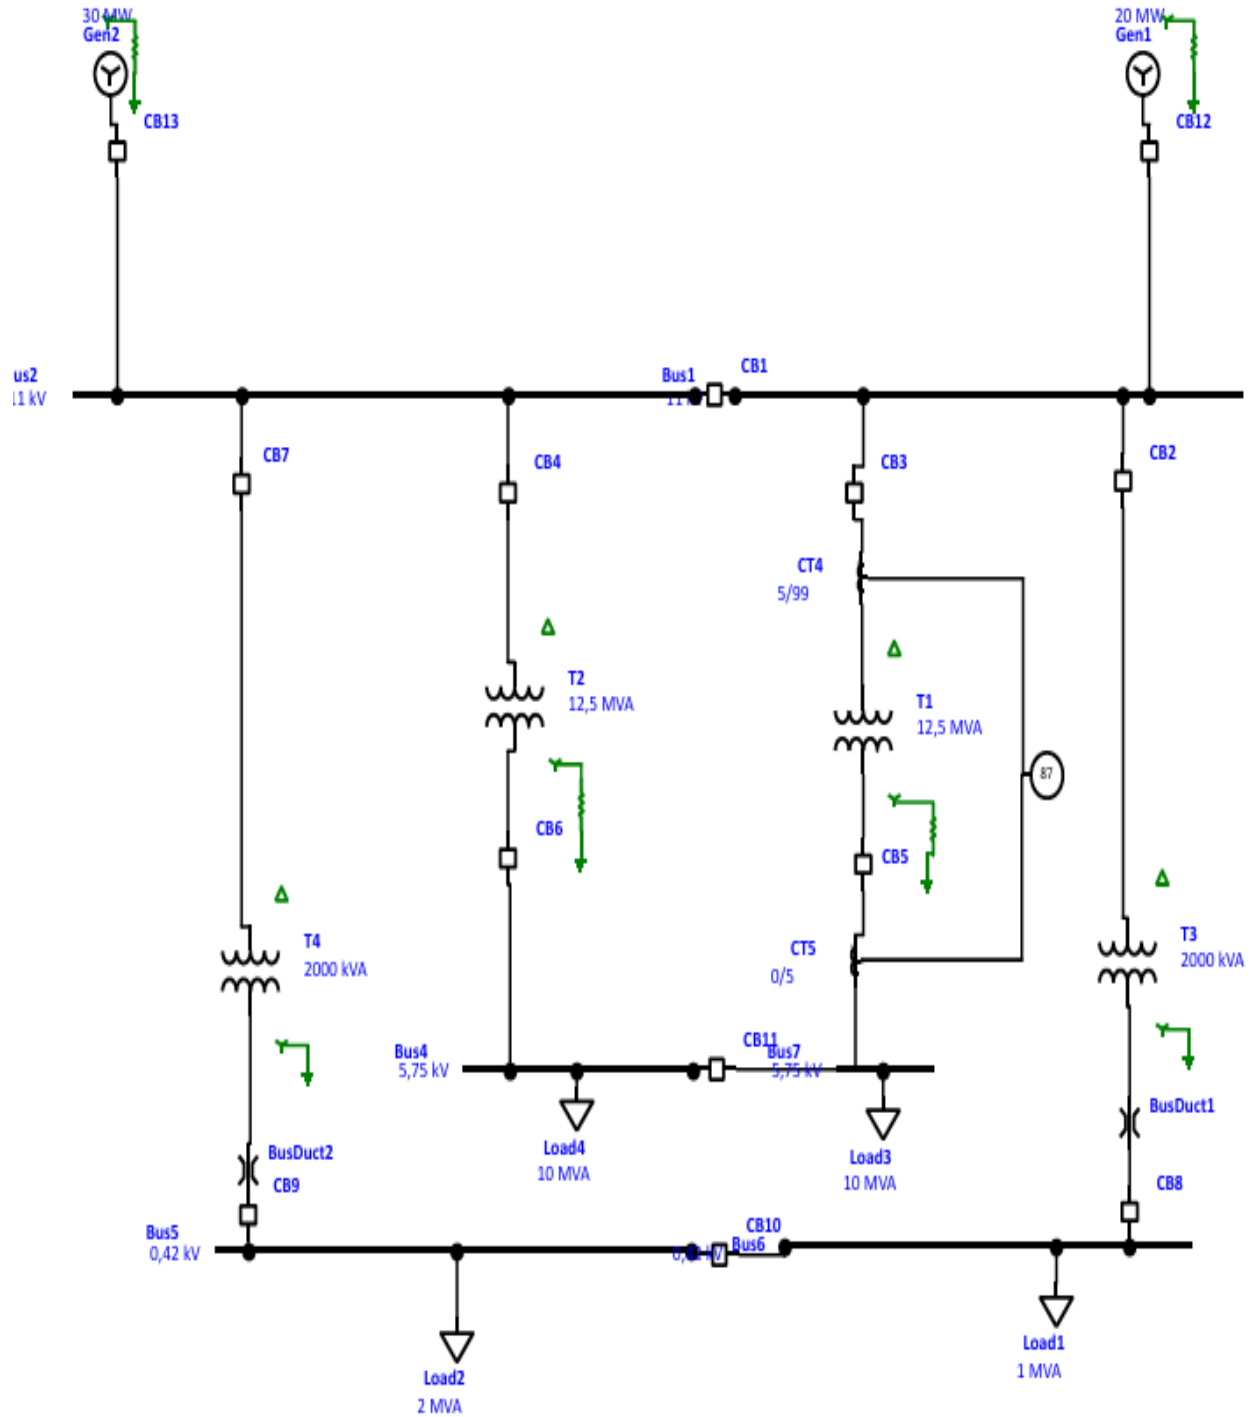 30 MW
Gen2
20 MW
Gen1
CB13
CB12
us2
11 kV
Bus1
CB1
CB7
CB4
CB3
CB2
CT4
5/99
T2
12,5 MVA
T1
12,5 MVA
87
CB6
CB5
T4
2000 kVA
CT5
0/5
T3
2000 kVA
Bus4
5,75 kV
CB11
Bus7
5,75 kV
Load4
10 MVA
Load3
10 MVA
BusDuct1
BusDuct2
CB9
CB8
Bus5
0,42 kV
CB10
Bus6
Load1
1 MVA
Load2
2 MVA